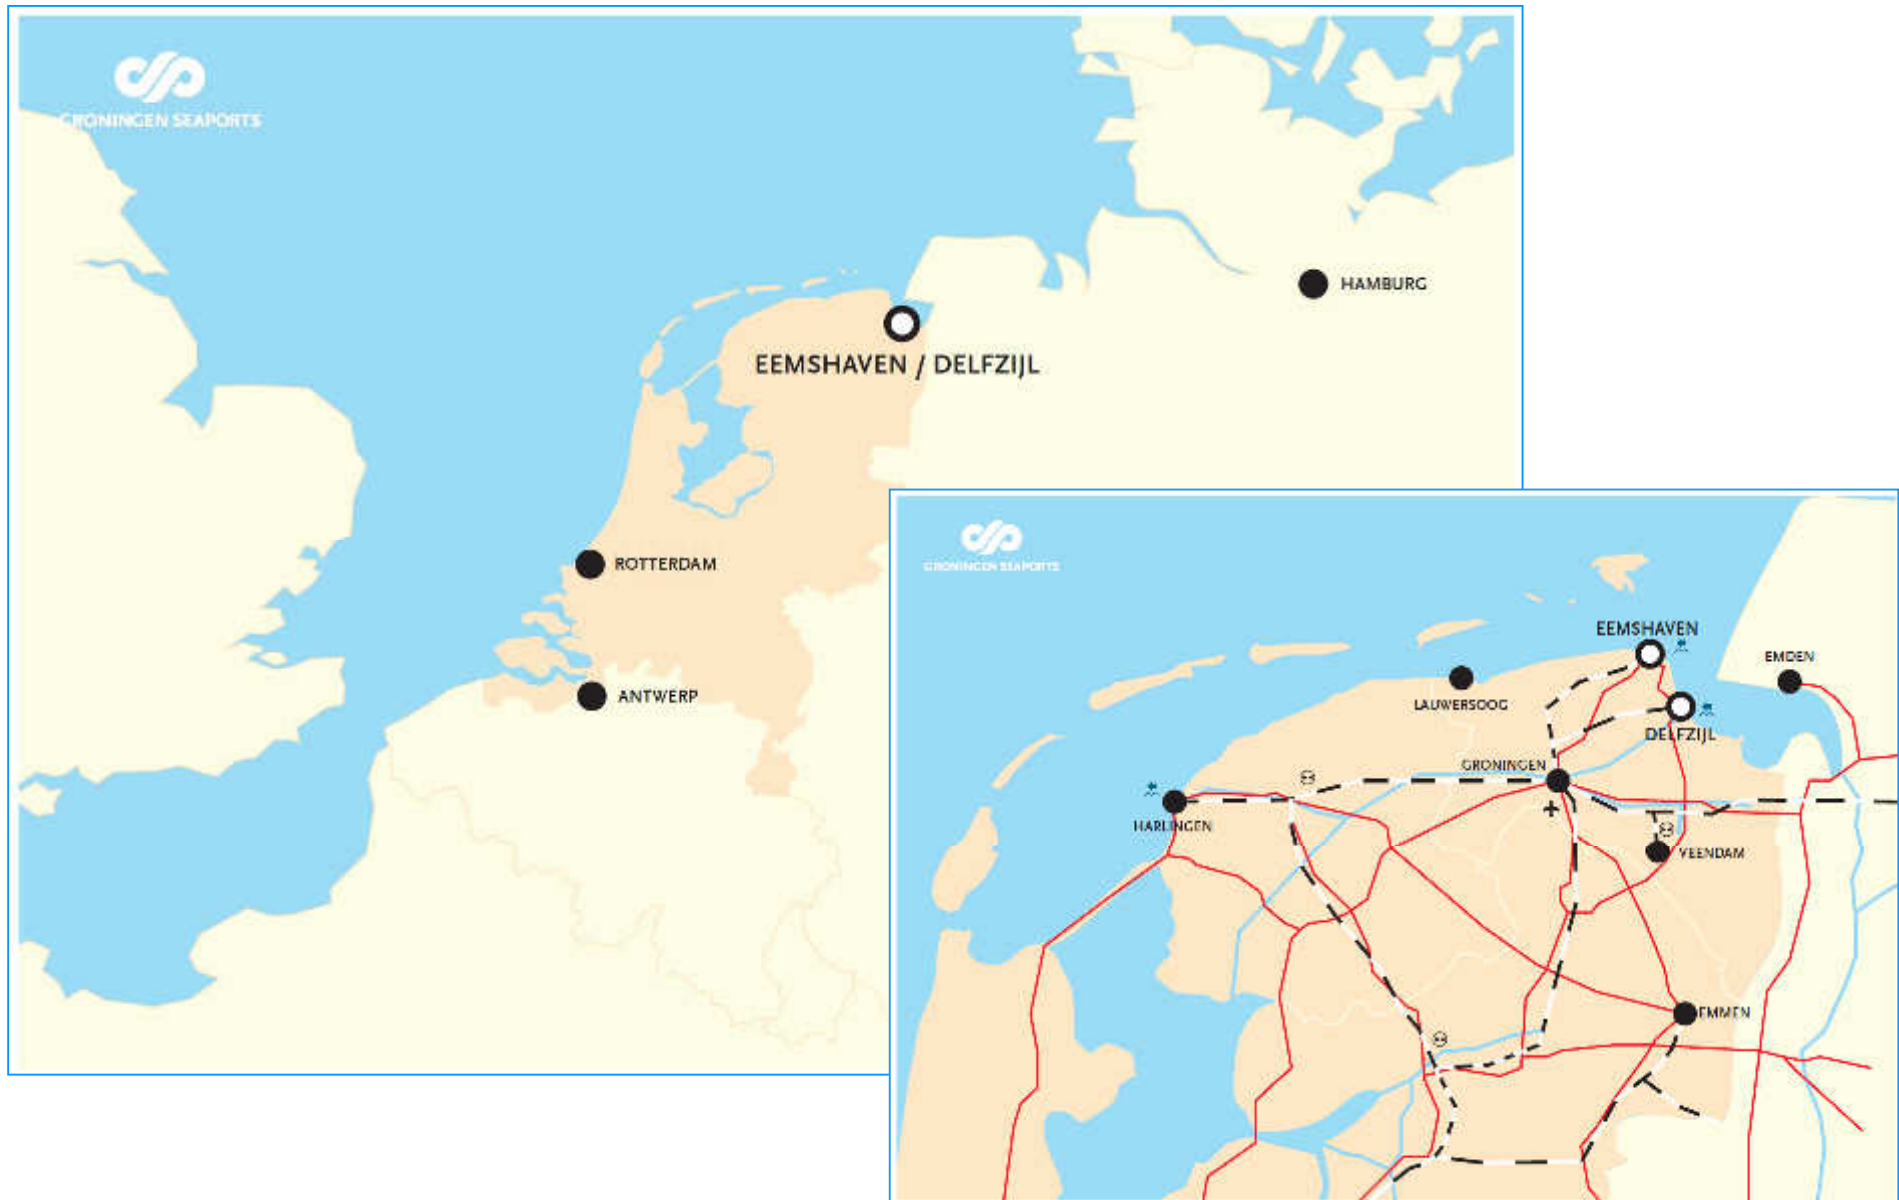 GRONINGEN SEAPORTS
HAMBURG
EEMSHAVEN / DELFZIJL
ROTTERDAM
ANTWERP
GRONINGEN SEAPORTS
EEMSHAVEN
EMDEN
LAUWERSOOG
DELFZIJL
GRONINGEN
HARLINGEN
VEENDAM
EMMEN